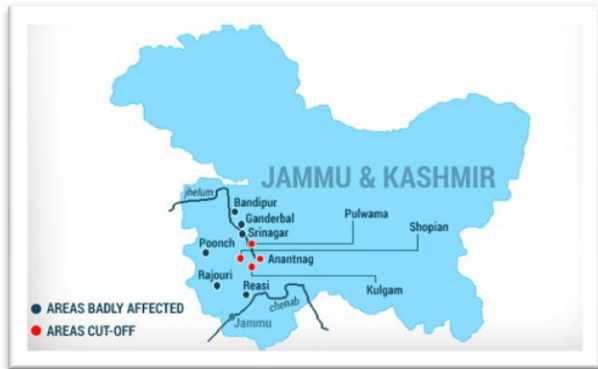 JAMMU & KASHMIR
jhelum
Bandipur
Ganderbal
Srinagar
Pulwama
Shopian
Poonch
Anantnag
Rajouri
Reasi
Kulgam
chenab
Jammu
AREAS BADLY AFFECTED
AREAS CUT-OFF